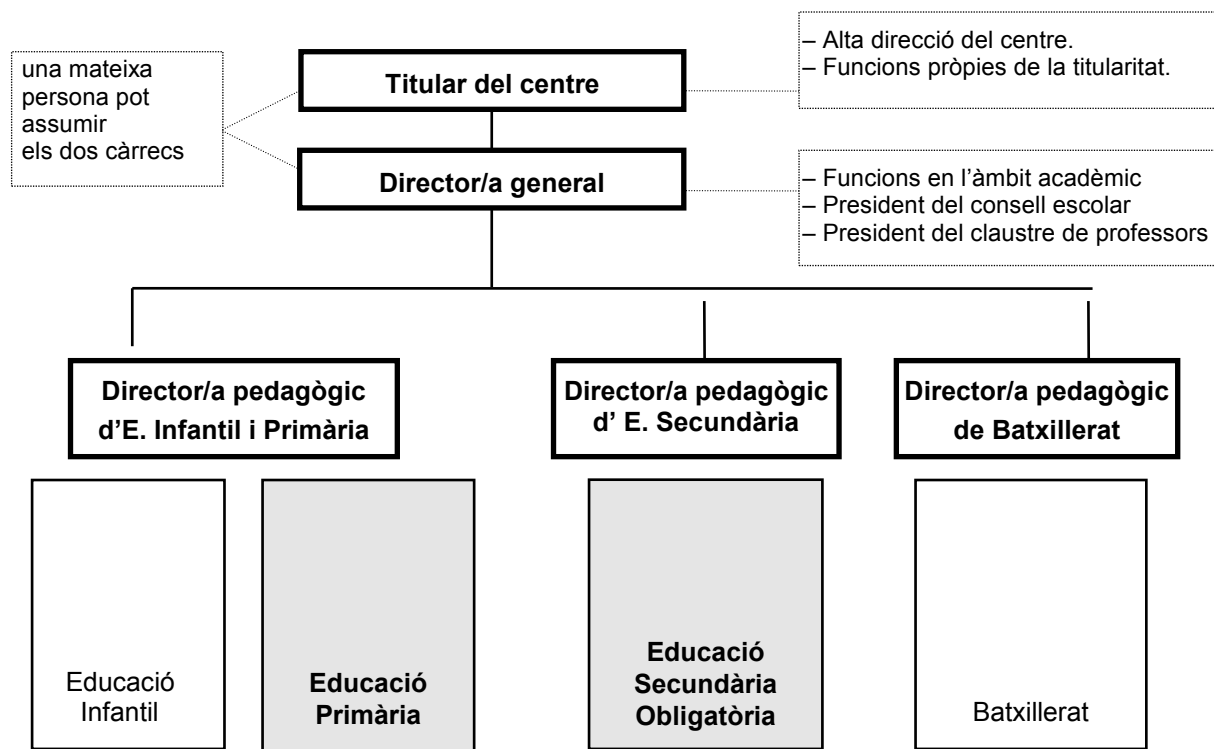 una mateixa
persona pot
assumir
els dos càrrecs
Titular del centre
– Alta direcció del centre.
– Funcions pròpies de la titularitat.
Director/a general
– Funcions en l’àmbit acadèmic
– President del consell escolar
– President del claustre de professors
Director/a pedagògic
d’E. Infantil i Primària
Director/a pedagògic
d’ E. Secundària
Director/a pedagògic
de Batxillerat
Educació
Infantil
Educació
Primària
Educació
Secundària
Obligatòria
Batxillerat